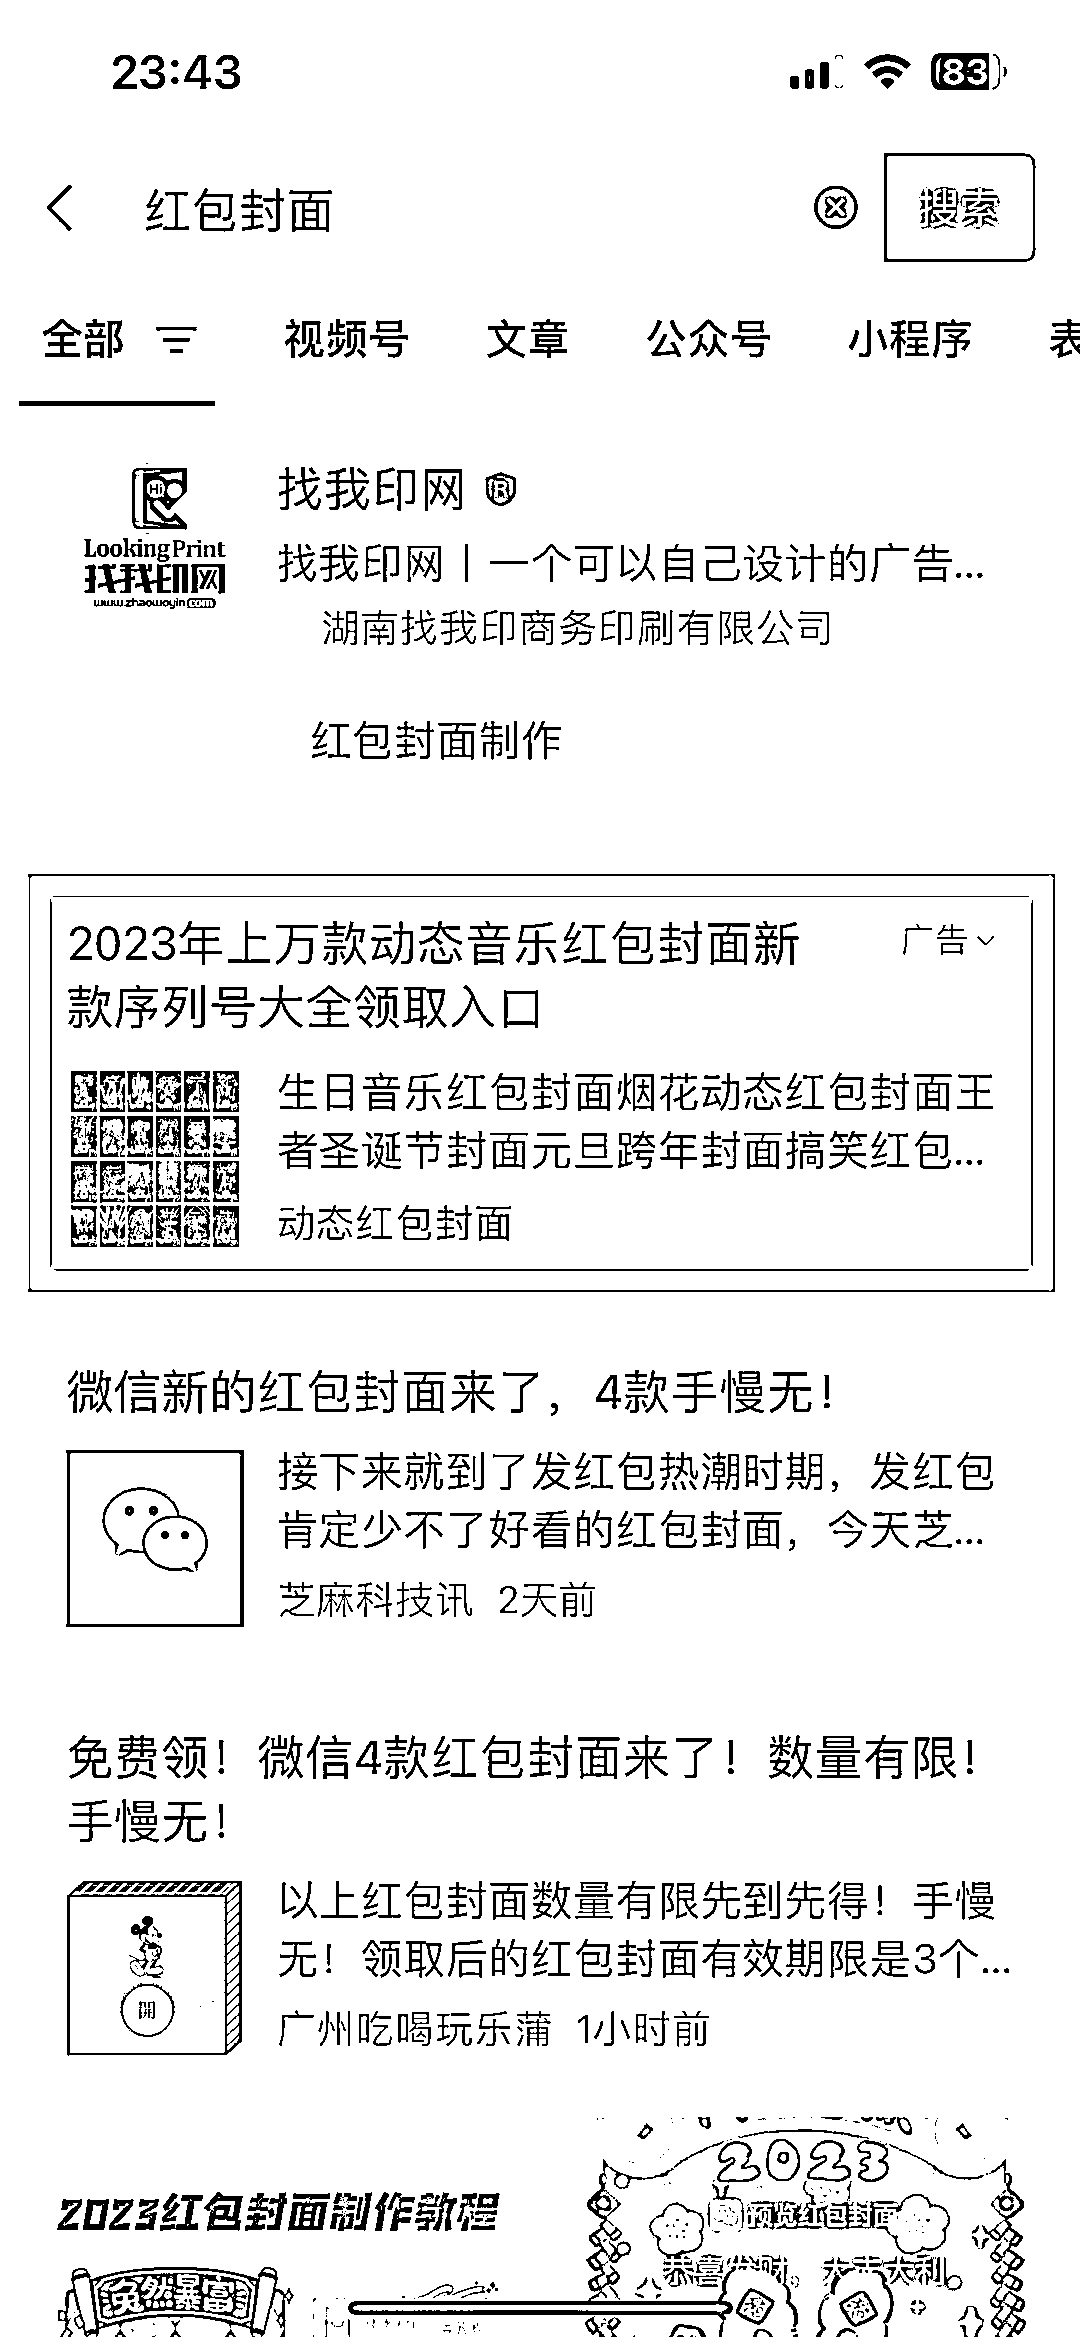 23:43
83
红包封面
搜索
全部 视频号 文章 公众号 小程序 表
Hi
LookingPrint
找我印网
www.zhaowoyin.com
找我印网
找我印网丨一个可以自己设计的广告...
湖南找我印商务印刷有限公司
红包封面制作
2023年上万款动态音乐红包封面新
广告
款序列号大全领取入口
生日音乐红包封面烟花动态红包封面王
者圣诞节封面元旦跨年封面搞笑红包...
动态红包封面
微信新的红包封面来了，4款手慢无！
接下来就到了发红包热潮时期，发红包
肯定少不了好看的红包封面，今天芝...
芝麻科技讯 2天前
免费领！微信4款红包封面来了！数量有限！
手慢无！
以上红包封面数量有限先到先得！手慢
无！领取后的红包封面有效期限是3个...
開
广州吃喝玩乐蒲 1小时前
2023红包封面制作教程
2023
预览红包封面
恭喜发财，大吉大利
兔然暴富